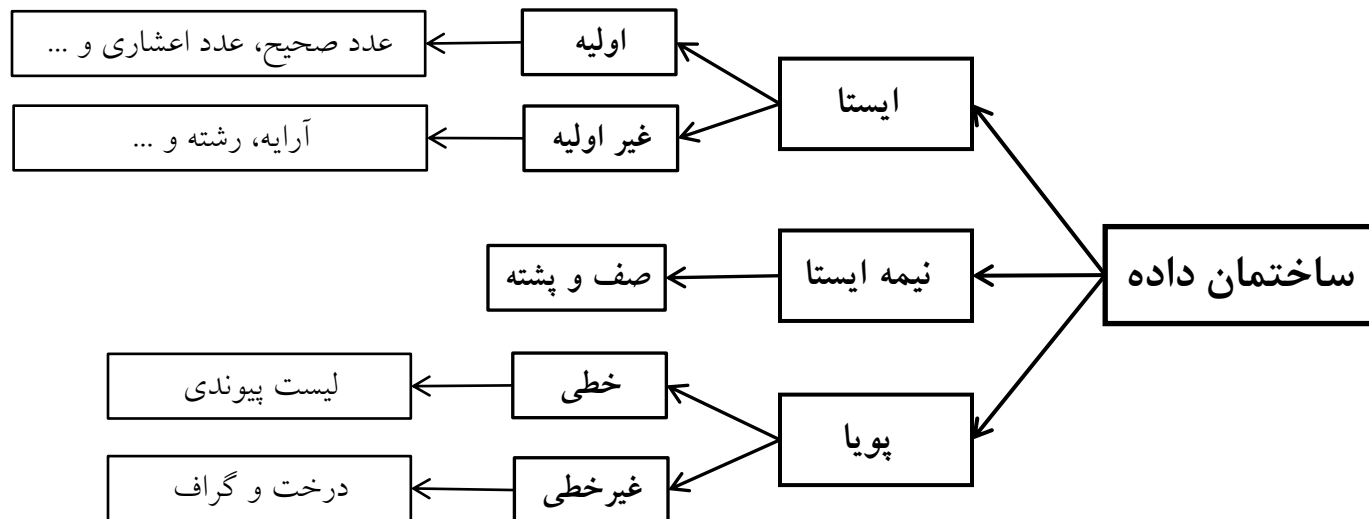 ساختمان داده
ایستا
اولیه
عدد صحیح، عدد اعشاری و ...
غیر اولیه
آرایه، رشته و ...
نیمه ایستا
صف و پشته
پویا
خطی
لیست پیوندی
غیرخطی
درخت و گراف